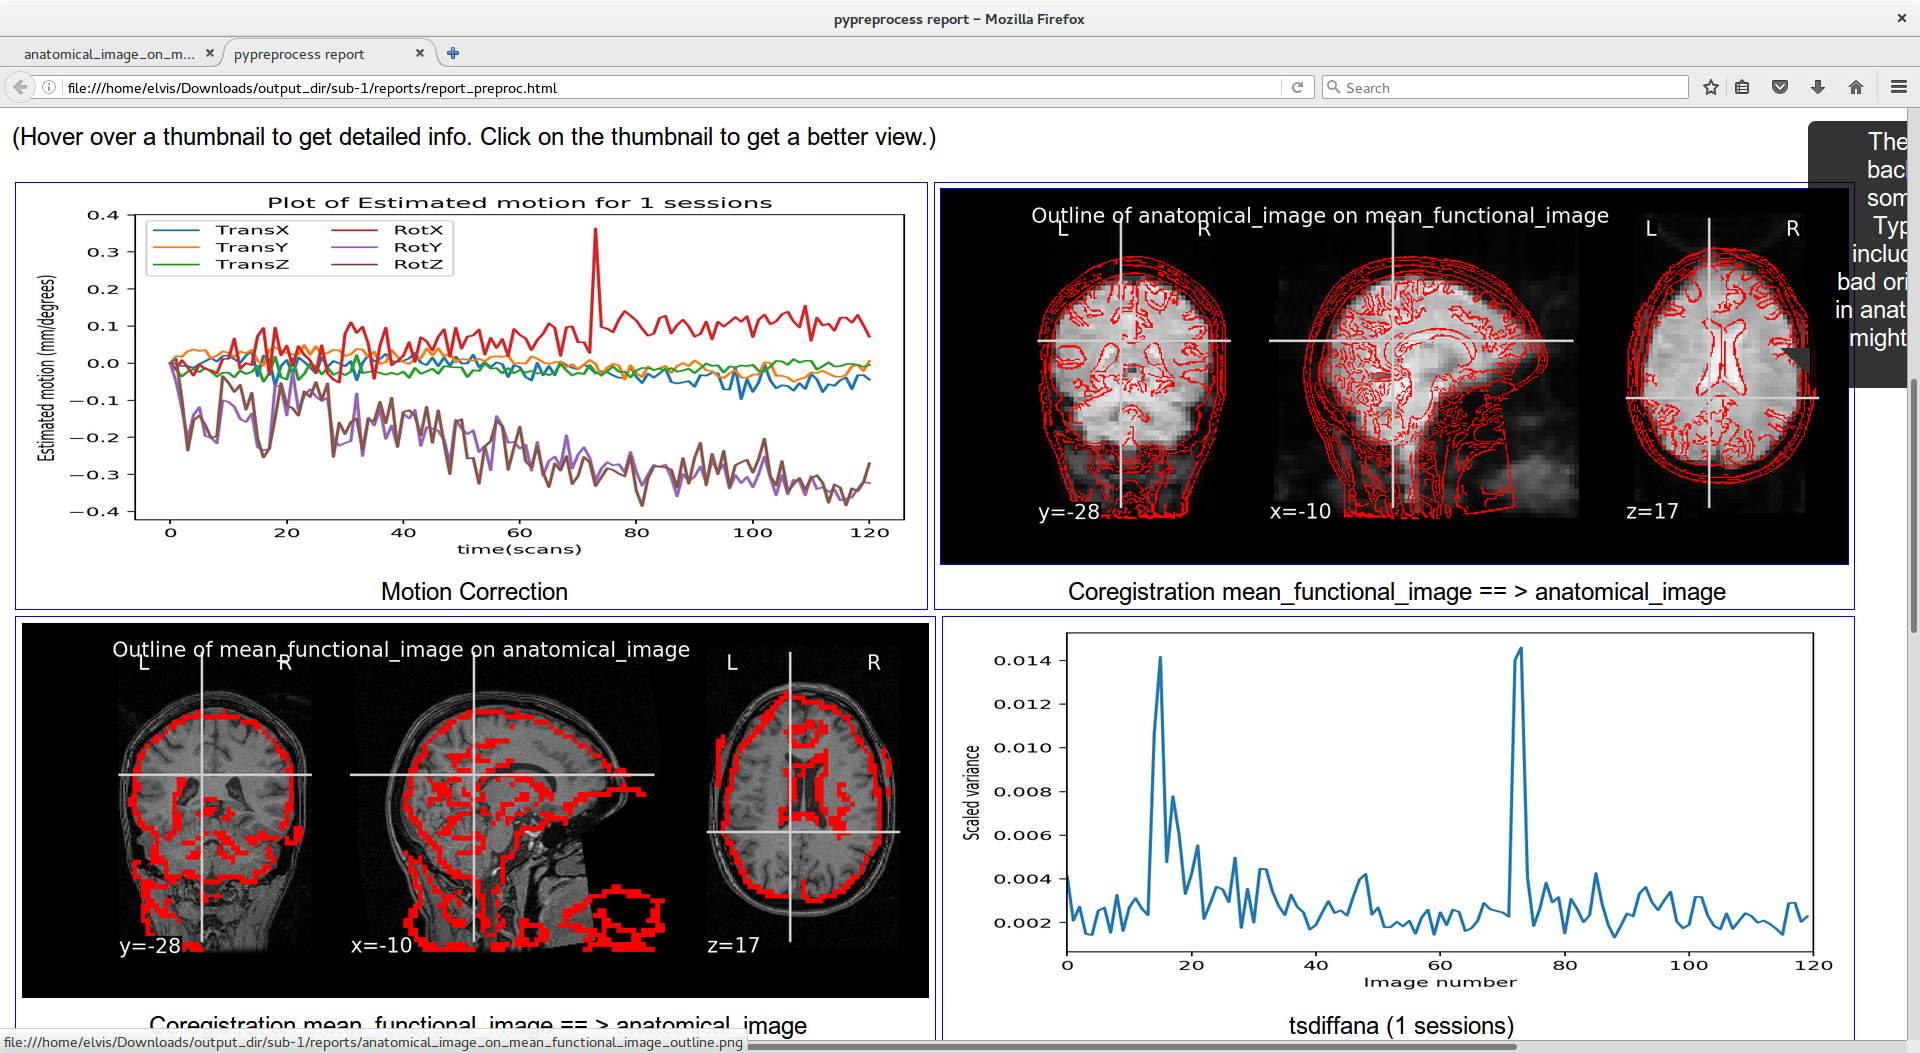 pypreprocess report – Mozilla Firefox
anatomical_image_on_m...
pypreprocess report
file:///home/elvis/Downloads/output_dir/sub-1/reports/report_preproc.html
Search
(Hover over a thumbnail to get detailed info. Click on the thumbnail to get a better view.)
Plot of Estimated motion for 1 sessions
TransX RotX
TransY RotY
TransZ RotZ
Estimated motion (mm/degrees)
0.4
0.3
0.2
0.1
0.0
−0.1
−0.2
−0.3
−0.4
0 20 40 60 80 100 120
time(scans)
Motion Correction
Outline of anatomical_image on mean_functional_image
L R L R
y=-28 x=-10 z=17
Coregistration mean_functional_image == > anatomical_image
The
bac
som
Typ
inclu
bad ori
in anat
might
Outline of mean_functional_image on anatomical_image
L R L R
y=-28 x=-10 z=17
Coregistration mean_functional_image == > anatomical_image
Scaled variance
0.014
0.012
0.010
0.008
0.006
0.004
0.002
0 20 40 60 80 100 120
Image number
tsdiffana (1 sessions)
file:///home/elvis/Downloads/output_dir/sub-1/reports/anatomical_image_on_mean_functional_image_outline.png